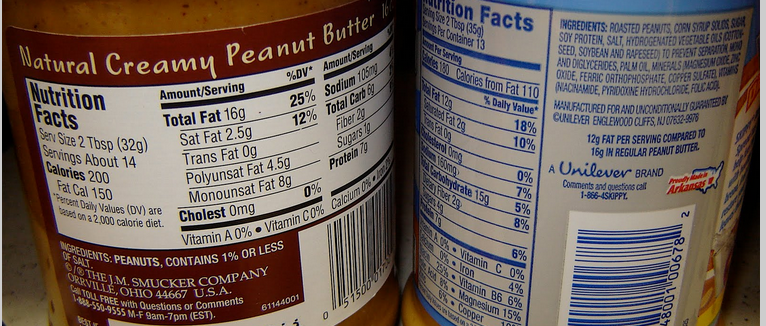 Natural Creamy Peanut Butter 16
Nutrition
Facts
Serv Size 2 Tbsp (32g)
Servings About 14
Calories 200
Fat Cal 150
*Percent Daily Values (DV) are
based on a 2,000 calorie diet.
Amount/Serving %DV*
Total Fat 16g 25%
Sat Fat 2.5g 12%
Trans Fat 0g
Polyunsat Fat 4.5g
Monounsat Fat 8g
Cholest 0mg 0%
Vitamin A 0% • Vitamin C 0%
Amount/Serving
Sodium 105mg
Total Carb 6g
Fiber 2g
Sugars 1g
Protein 7g
Calcium 0% •
INGREDIENTS: PEANUTS, CONTAINS 1% OR LESS
OF SALT.
©/® THE J.M. SMUCKER COMPANY
ORRVILLE, OHIO 44667 U.S.A.
Call TOLL FREE with Questions or Comments
1-888-550-9555 M-F 9am-7pm (EST).
61144001
BEST
0 51500
Nutrition Facts
Serving Size 2 Tbsp (35g)
Servings Per Container 13
Amount Per Serving
Calories 180 Calories from Fat 110
% Daily Value*
Total Fat 12g 18%
Saturated Fat 2g 10%
Trans Fat 0g
Cholesterol 0mg 0%
Sodium 160mg 7%
Carbohydrate 15g 5%
Fiber 2g 8%
Vitamin A 0% • Vitamin C 0%
Iron 4%
Vitamin B6 6%
Magnesium 15%
Copper
6%
INGREDIENTS: ROASTED PEANUTS, CORN SYRUP SOLIDS, SUGAR,
SOY PROTEIN, SALT, HYDROGENATED VEGETABLE OILS (COTTON-
SEED, SOYBEAN AND RAPESEED) TO PREVENT SEPARATION, MONO
AND DIGLYCERIDES, PALM OIL, MINERALS (MAGNESIUM OXIDE, ZINC
OXIDE, FERRIC ORTHOPHOSPHATE, COPPER SULFATE), VITAMINS
(NIACINAMIDE, PYRIDOXINE HYDROCHLORIDE, FOLIC ACID).
MANUFACTURED FOR AND UNCONDITIONALLY GUARANTEED BY
©UNILEVER ENGLEWOOD CLIFFS, NJ 07632-9976
12g FAT PER SERVING COMPARED TO
16g IN REGULAR PEANUT BUTTER.
A Unilever BRAND
Comments and questions call
1-866-4SKIPPY.
Proudly Made in
Arkansas
48001 00678 2